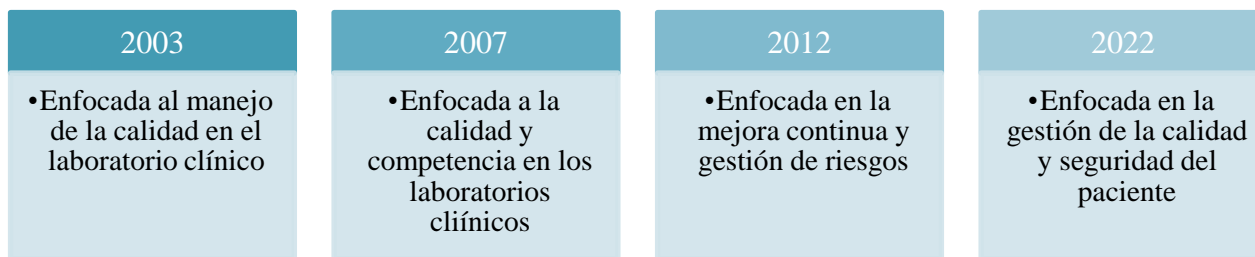 2003
•Enfocada al manejo
de la calidad en el
laboratorio clínico
2007
•Enfocada a la
calidad y
competencia en los
laboratorios
cliínicos
2012
•Enfocada en la
mejora continua y
gestión de riesgos
2022
•Enfocada en la
gestión de la calidad
y seguridad del
paciente